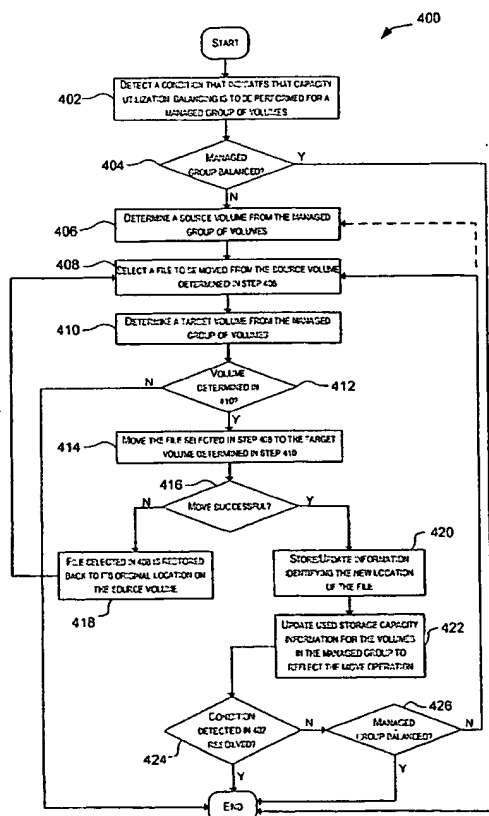 400
START
402
DETECT A CONDITION THAT INDICATES THAT CAPACITY
UTILIZATION BALANCING IS TO BE PERFORMED FOR A
MANAGED GROUP OF VOLUMES
404
MANAGED
GROUP BALANCED?
Y
N
406
DETERMINE A SOURCE VOLUME FROM THE MANAGED
GROUP OF VOLUMES
408
SELECT A FILE TO BE MOVED FROM THE SOURCE VOLUME
DETERMINED IN STEP 406
410
DETERMINE A TARGET VOLUME FROM THE MANAGED
GROUP OF VOLUMES
N
VOLUME
DETERMINED IN
410?
412
Y
414
MOVE THE FILE SELECTED IN STEP 408 TO THE TARGET
VOLUME DETERMINED IN STEP 410
416
N
MOVE SUCCESSFUL?
Y
FILE SELECTED IN 408 IS RESTORED
BACK TO ITS ORIGINAL LOCATION ON
THE SOURCE VOLUME
418
420
STORE/UPDATE INFORMATION
IDENTIFYING THE NEW LOCATION
OF THE FILE
UPDATE USED STORAGE CAPACITY
INFORMATION FOR THE VOLUMES
IN THE MANAGED GROUP TO
REFLECT THE MOVE OPERATION
422
CONDITION
DETECTED IN 402
RESOLVED?
424
N
426
MANAGED
GROUP BALANCED?
N
Y
Y
END